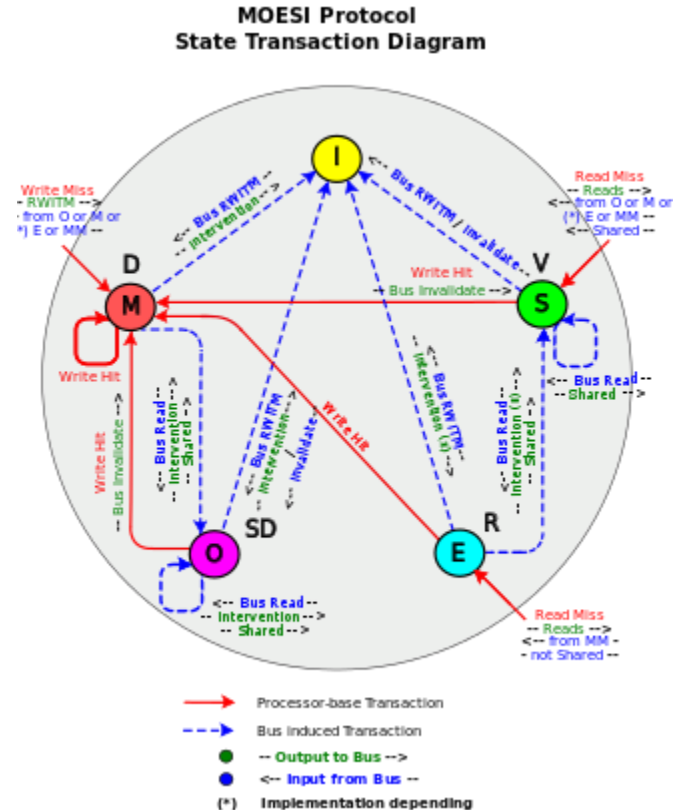 MOESI Protocol
State Transaction Diagram
I
Write Miss
- RWITM -->
- from O or M or
*) E or MM --
<-- Bus RWITM --
-- Intervention-->
<-- Bus RWITM / Invalidate--
Read Miss
-- Reads -->
<-- from O or M or
(*) E or MM --
<-- Shared --
D
M
V
S
Write Hit
-- Bus Invalidate -->
Write Hit
<-- Bus Read--
-- Shared -->
Write Hit
-- Bus Invalidate -->
<-- Bus Read --
-- Intervention-->
-- Shared -->
<-- Bus RWITM --
-- Intervention-->
/
<-- Invalidate--
Write Hit
<-- Bus RWITM--
-- Intervention (*) -->
<-- Bus Read --
-- Intervention (*) -->
-- Shared -->
SD
O
R
E
<-- Bus Read --
-- Intervention -->
-- Shared -->
Read Miss
-- Reads -->
<-- from MM -
- not Shared --
Processor-base Transaction
Bus induced Transaction
-- Output to Bus -->
<-- Input from Bus --
(*) Implementation depending